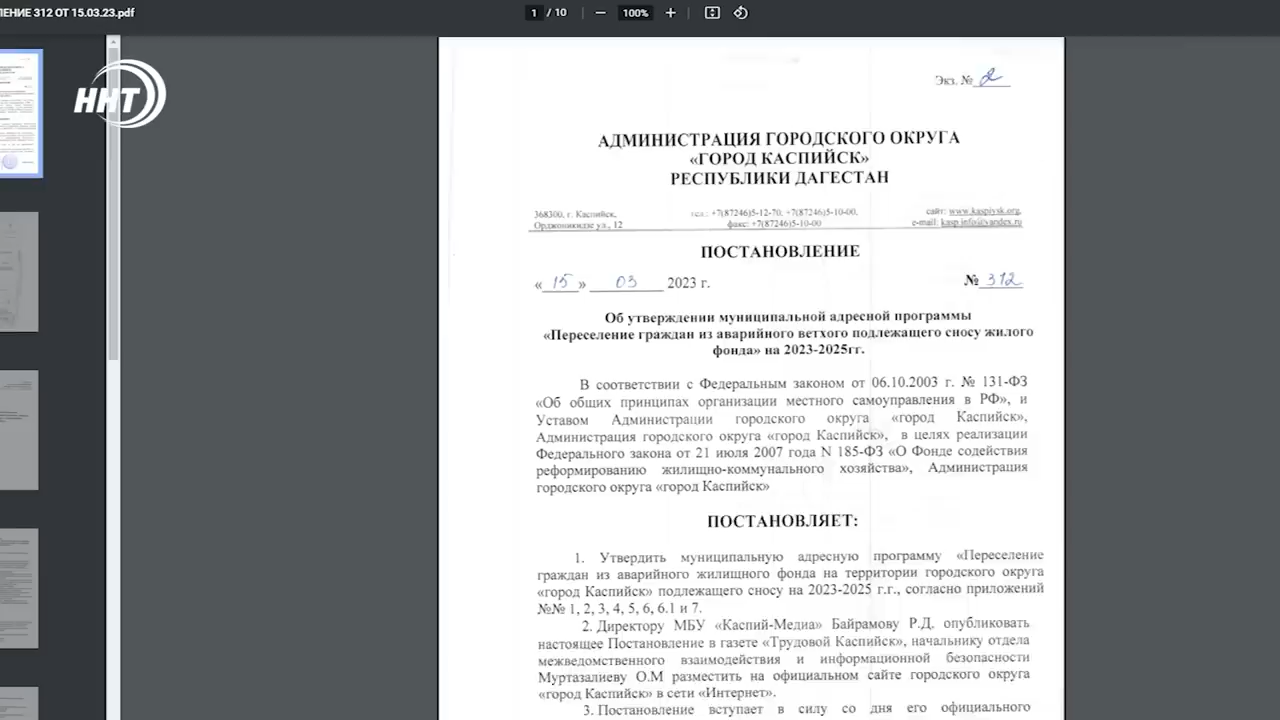 ЛЕНИЕ 312 ОТ 15.03.23.pdf
1 / 10
100%
ННТ
Экз. № 2
АДМИНИСТРАЦИЯ ГОРОДСКОГО ОКРУГА
«ГОРОД КАСПИЙСК»
РЕСПУБЛИКИ ДАГЕСТАН
368300, г. Каспийск, тел.: +7(87246)5-12-70, +7(87246)5-10-00, сайт: www.kaspiysk.org,
Орджоникидзе ул., 12 факс: +7(87246)5-10-00 e-mail: kasp.info@yandex.ru
ПОСТАНОВЛЕНИЕ
« 15 » 03 2023 г. № 312
Об утверждении муниципальной адресной программы
«Переселение граждан из аварийного ветхого подлежащего сносу жилого
фонда» на 2023-2025гг.
В соответствии с Федеральным законом от 06.10.2003 г. № 131-ФЗ
«Об общих принципах организации местного самоуправления в РФ», и
Уставом Администрации городского округа «город Каспийск»,
Администрация городского округа «город Каспийск», в целях реализации
Федерального закона от 21 июля 2007 года N 185-ФЗ «О Фонде содействия
реформированию жилищно-коммунального хозяйства», Администрация
городского округа «город Каспийск»
ПОСТАНОВЛЯЕТ:
1. Утвердить муниципальную адресную программу «Переселение
граждан из аварийного жилищного фонда на территории городского округа
«город Каспийск» подлежащего сносу на 2023-2025 г.г., согласно приложений
№№ 1, 2, 3, 4, 5, 6, 6.1 и 7.
2. Директору МБУ «Каспий-Медиа» Байрамову Р.Д. опубликовать
настоящее Постановление в газете «Трудовой Каспийск», начальнику отдела
межведомственного взаимодействия и информационной безопасности
Муртазалиеву О.М разместить на официальном сайте городского округа
«город Каспийск» в сети «Интернет».
3. Постановление вступает в силу со дня его официального